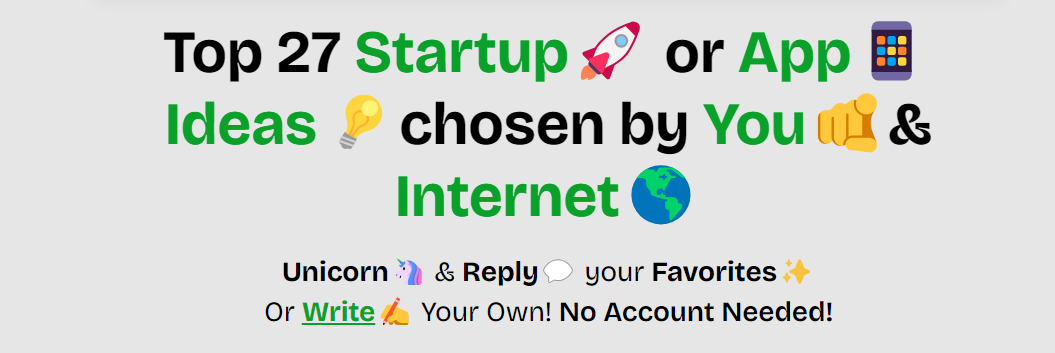 Top 27 Startup 🚀 or App 📱
Ideas 💡 chosen by You 🫵 &
Internet 🌎
Unicorn 🦄 & Reply 💬 your Favorites ✨
Or Write ✍️ Your Own! No Account Needed!